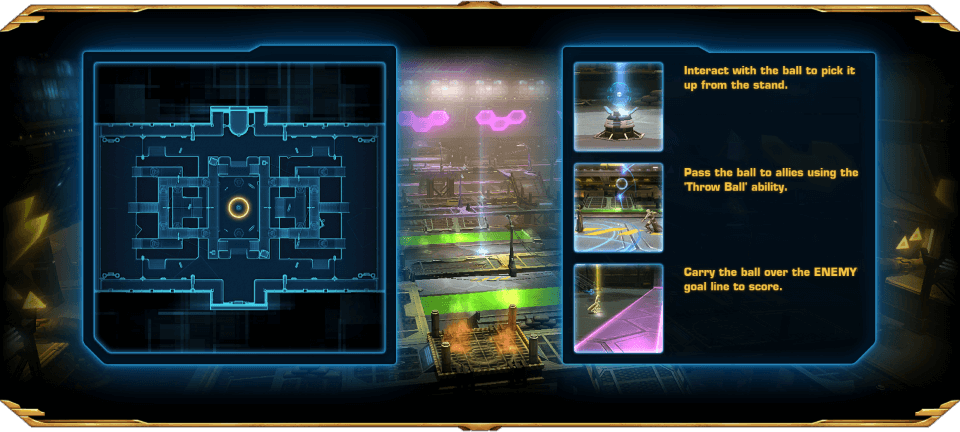 Interact with the ball to pick it
up from the stand.
Pass the ball to allies using the
'Throw Ball' ability.
Carry the ball over the ENEMY
goal line to score.